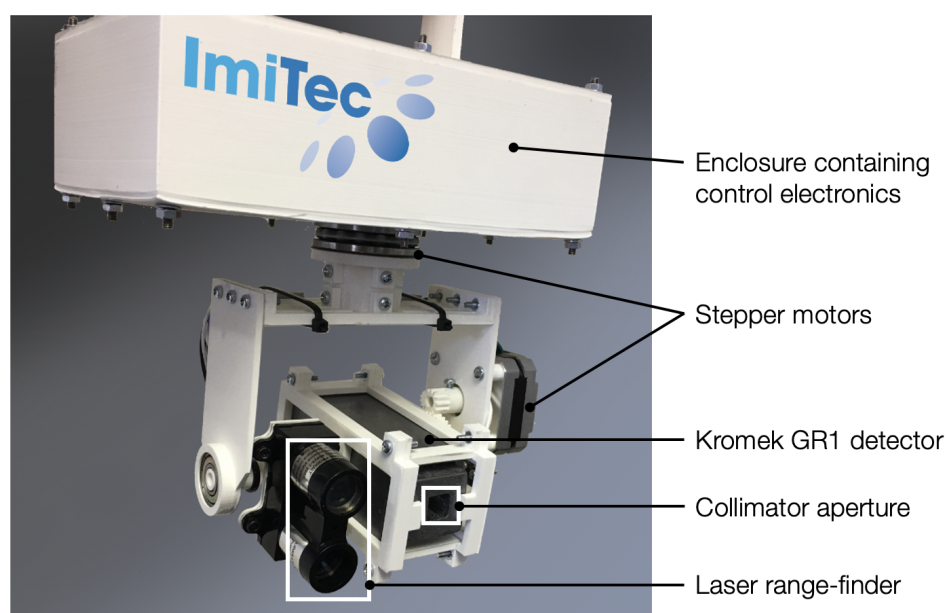 ImiTec
Enclosure containing
control electronics
Stepper motors
Kromek GR1 detector
Collimator aperture
Laser range-finder